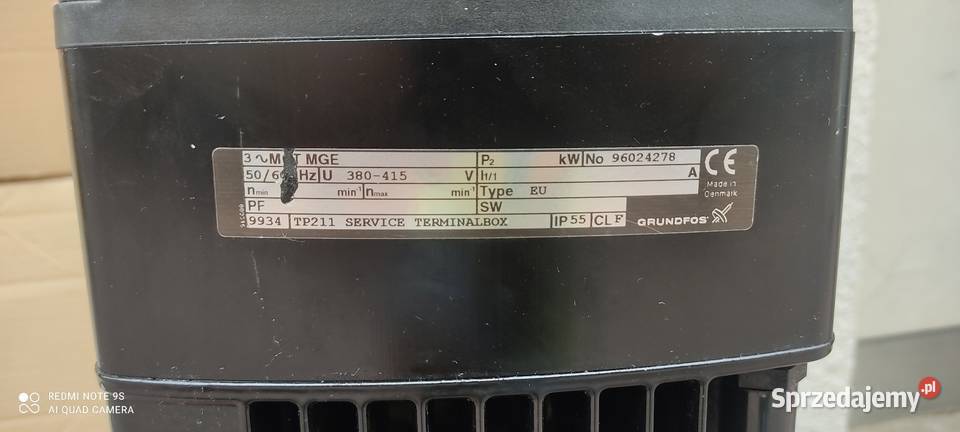 3 ∿ M T MGE P2 kW No 96024278
50/60 Hz U 380-415 V I1/1 A
n min min-1 n max min-1 Type EU
PF SW
9934 TP211 SERVICE TERMINALBOX IP 55 CL F
CE
Made in
Denmark
GRUNDFOS
REDMI NOTE 9S
AI QUAD CAMERA
Sprzedajemy.pl